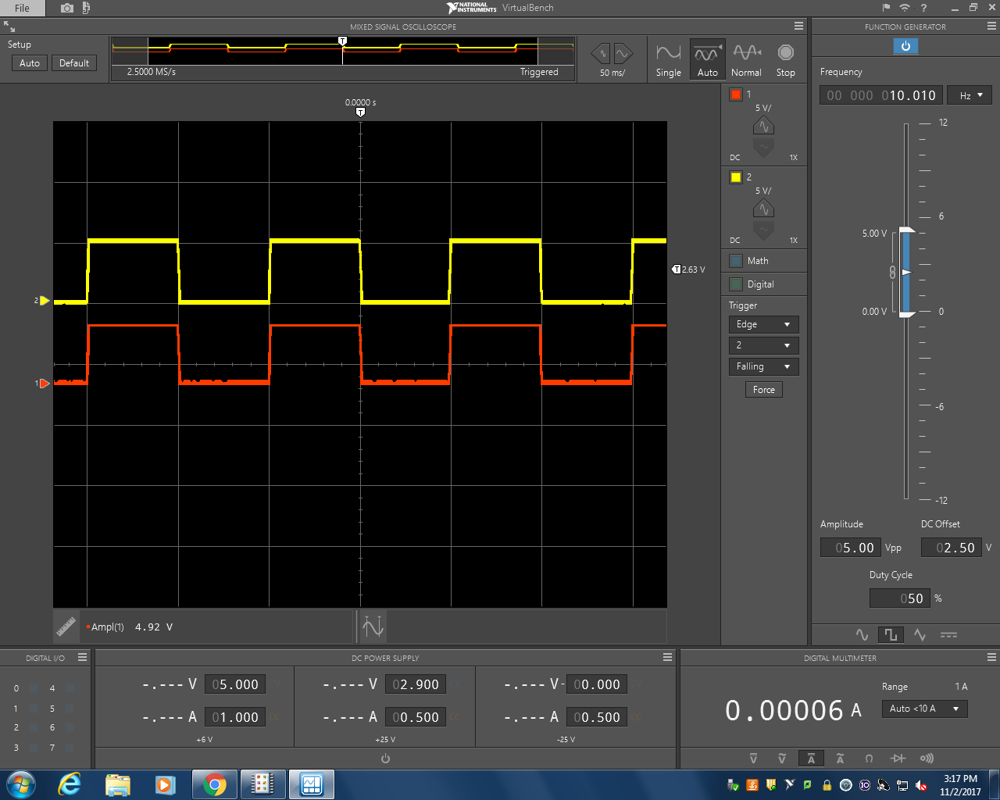 File
NATIONAL INSTRUMENTS VirtualBench
?
MIXED SIGNAL OSCILLOSCOPE
FUNCTION GENERATOR
Setup
Auto Default
T
2.5000 MS/s Triggered
50 ms/
Single Auto Normal Stop
Frequency
00 000 010.010 Hz
0.0000 s
T
1
5 V/
DC 1X
2
5 V/
DC 1X
Math
Digital
Trigger
Edge
2
Falling
Force
T 2.63 V
2
1
12
6
5.00 V
0.00 V 0
-6
-12
Amplitude DC Offset
05.00 Vpp 02.50 V
Duty Cycle
050 %
Ampl(1) 4.92 V
DIGITAL I/O
0 4
1 5
2 6
3 7
DC POWER SUPPLY
-.--- V 05.000 -.--- V 02.900 -.--- V - 00.000
-.--- A 01.000 -.--- A 00.500 -.--- A 00.500
+6 V +25 V -25 V
DIGITAL MULTIMETER
0.00006 A
Range 1 A
Auto <10 A
V V A A Ω
3:17 PM
11/2/2017